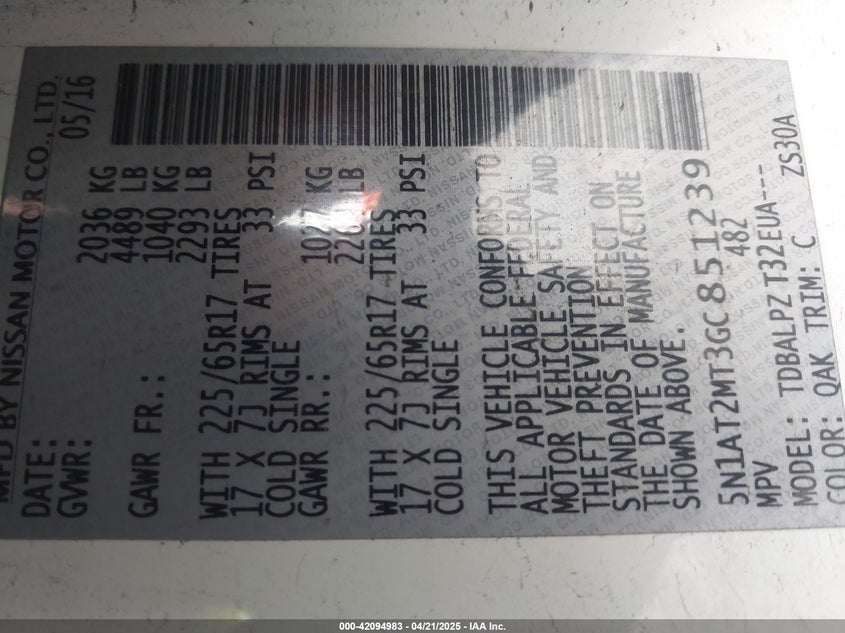 MFD BY NISSAN MOTOR CO., LTD.
DATE: 05/16
GVWR: 2036 KG
4489 LB
GAWR FR.: 1040 KG
2293 LB
WITH 225/65R17 TIRES
17 X 7J RIMS AT 33 PSI
COLD SINGLE
GAWR RR.: KG
LB
WITH 225/65R17 TIRES
17 X 7J RIMS AT 33 PSI
COLD SINGLE
THIS VEHICLE CONFORMS TO
ALL APPLICABLE FEDERAL
MOTOR VEHICLE SAFETY AND
THEFT PREVENTION
STANDARDS IN EFFECT ON
THE DATE OF MANUFACTURE
SHOWN ABOVE.
5N1AT2MT3GC851239
MPV 482
MODEL: TDBALPZ T32EUA---
COLOR: QAK TRIM: C ZS30A
000-42094983 - 04/21/2025 - IAA Inc.